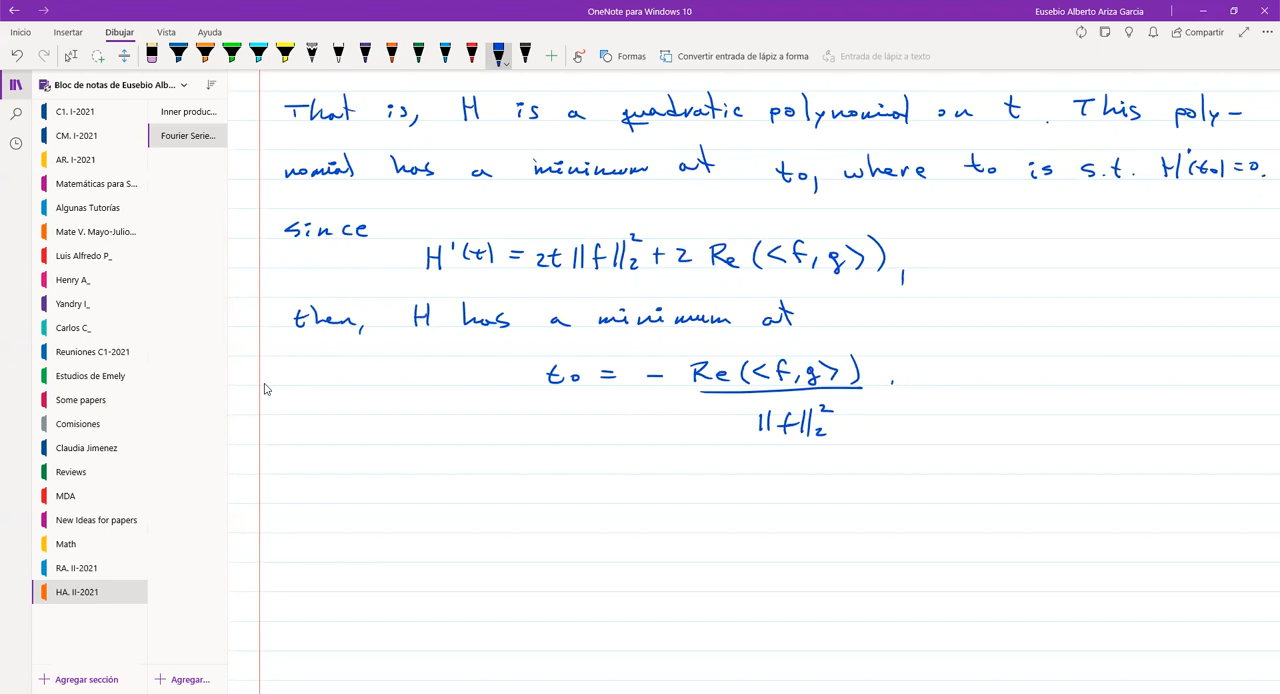 OneNote para Windows 10
Eusebio Alberto Ariza Garcia
Inicio Insertar Dibujar Vista Ayuda
Compartir
Formas
Convertir entrada de lápiz a forma
Entrada de lápiz a texto
Bloc de notas de Eusebio Alb...
C1. I-2021
CM. I-2021
AR. I-2021
Matemáticas para S...
Algunas Tutorías
Mate V. Mayo-Julio...
Luis Alfredo P_
Henry A_
Yandry I_
Carlos C_
Reuniones C1-2021
Estudios de Emely
Some papers
Comisiones
Claudia Jimenez
Reviews
MDA
New Ideas for papers
Math
RA. II-2021
HA. II-2021
Agregar sección
Inner produc...
Fourier Serie...
Agregar...
That is, H is a quadratic polynomial on t. This poly-
nomial has a minimum at t₀, where t₀ is s.t. H'(t₀)=0.
since
H'(t) = 2t ||f||₂² + 2 Re(<f,g>),
then, H has a minimum at
t₀ = - Re(<f,g>) .
||f||₂²